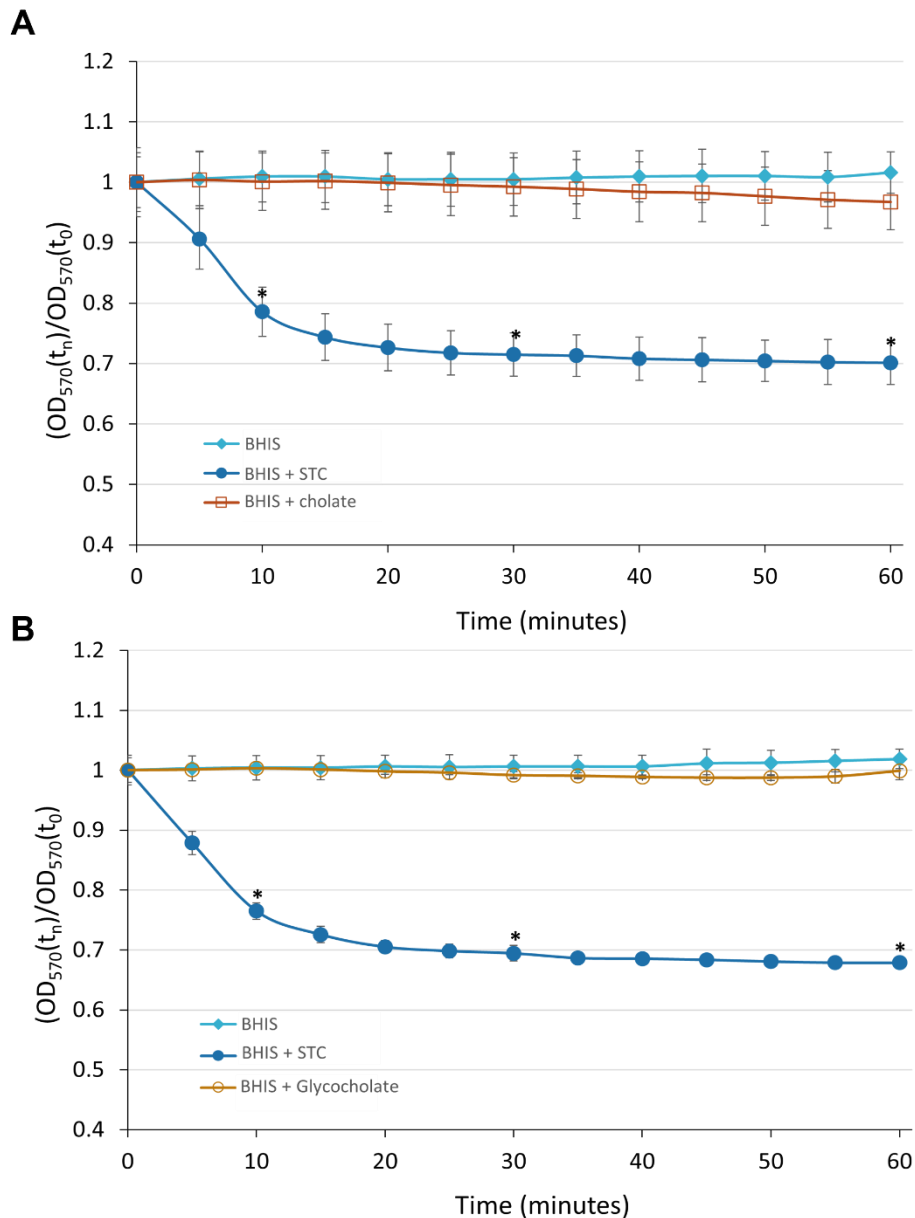 A
1.2
1.1
1
0.9
0.8
0.7
0.6
0.5
0.4
(OD570(tn)/OD570(t0)
* * *
BHIS
BHIS + STC
BHIS + cholate
0 10 20 30 40 50 60
Time (minutes)
B
1.2
1.1
1
0.9
0.8
0.7
0.6
0.5
0.4
(OD570(tn)/OD570(t0)
* * *
BHIS
BHIS + STC
BHIS + Glycocholate
0 10 20 30 40 50 60
Time (minutes)